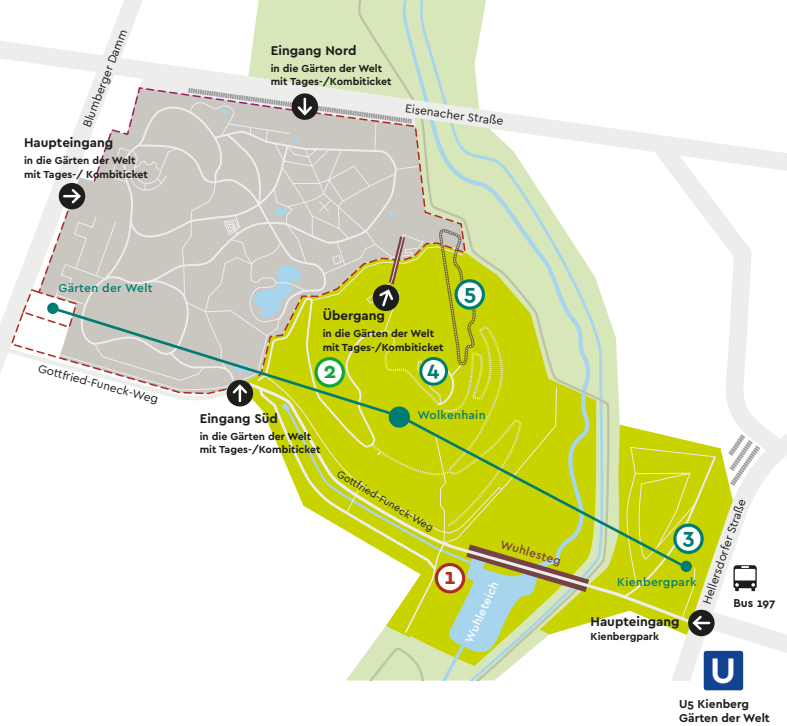 Eingang Nord
in die Gärten der Welt
mit Tages-/Kombiticket
Blumberger Damm
Eisenacher Straße
Haupteingang
in die Gärten der Welt
mit Tages-/ Kombiticket
Gärten der Welt
5
Übergang
in die Gärten der Welt
mit Tages-/Kombiticket
2
4
Gottfried-Funeck-Weg
Eingang Süd
in die Gärten der Welt
mit Tages-/Kombiticket
Wolkenhain
Gottfried-Funeck-Weg
Wuhlesteg
3
1
Kienbergpark
Wuhleteich
Hellersdorfer Straße
Bus 197
Haupteingang
Kienbergpark
U
U5 Kienberg
Gärten der Welt